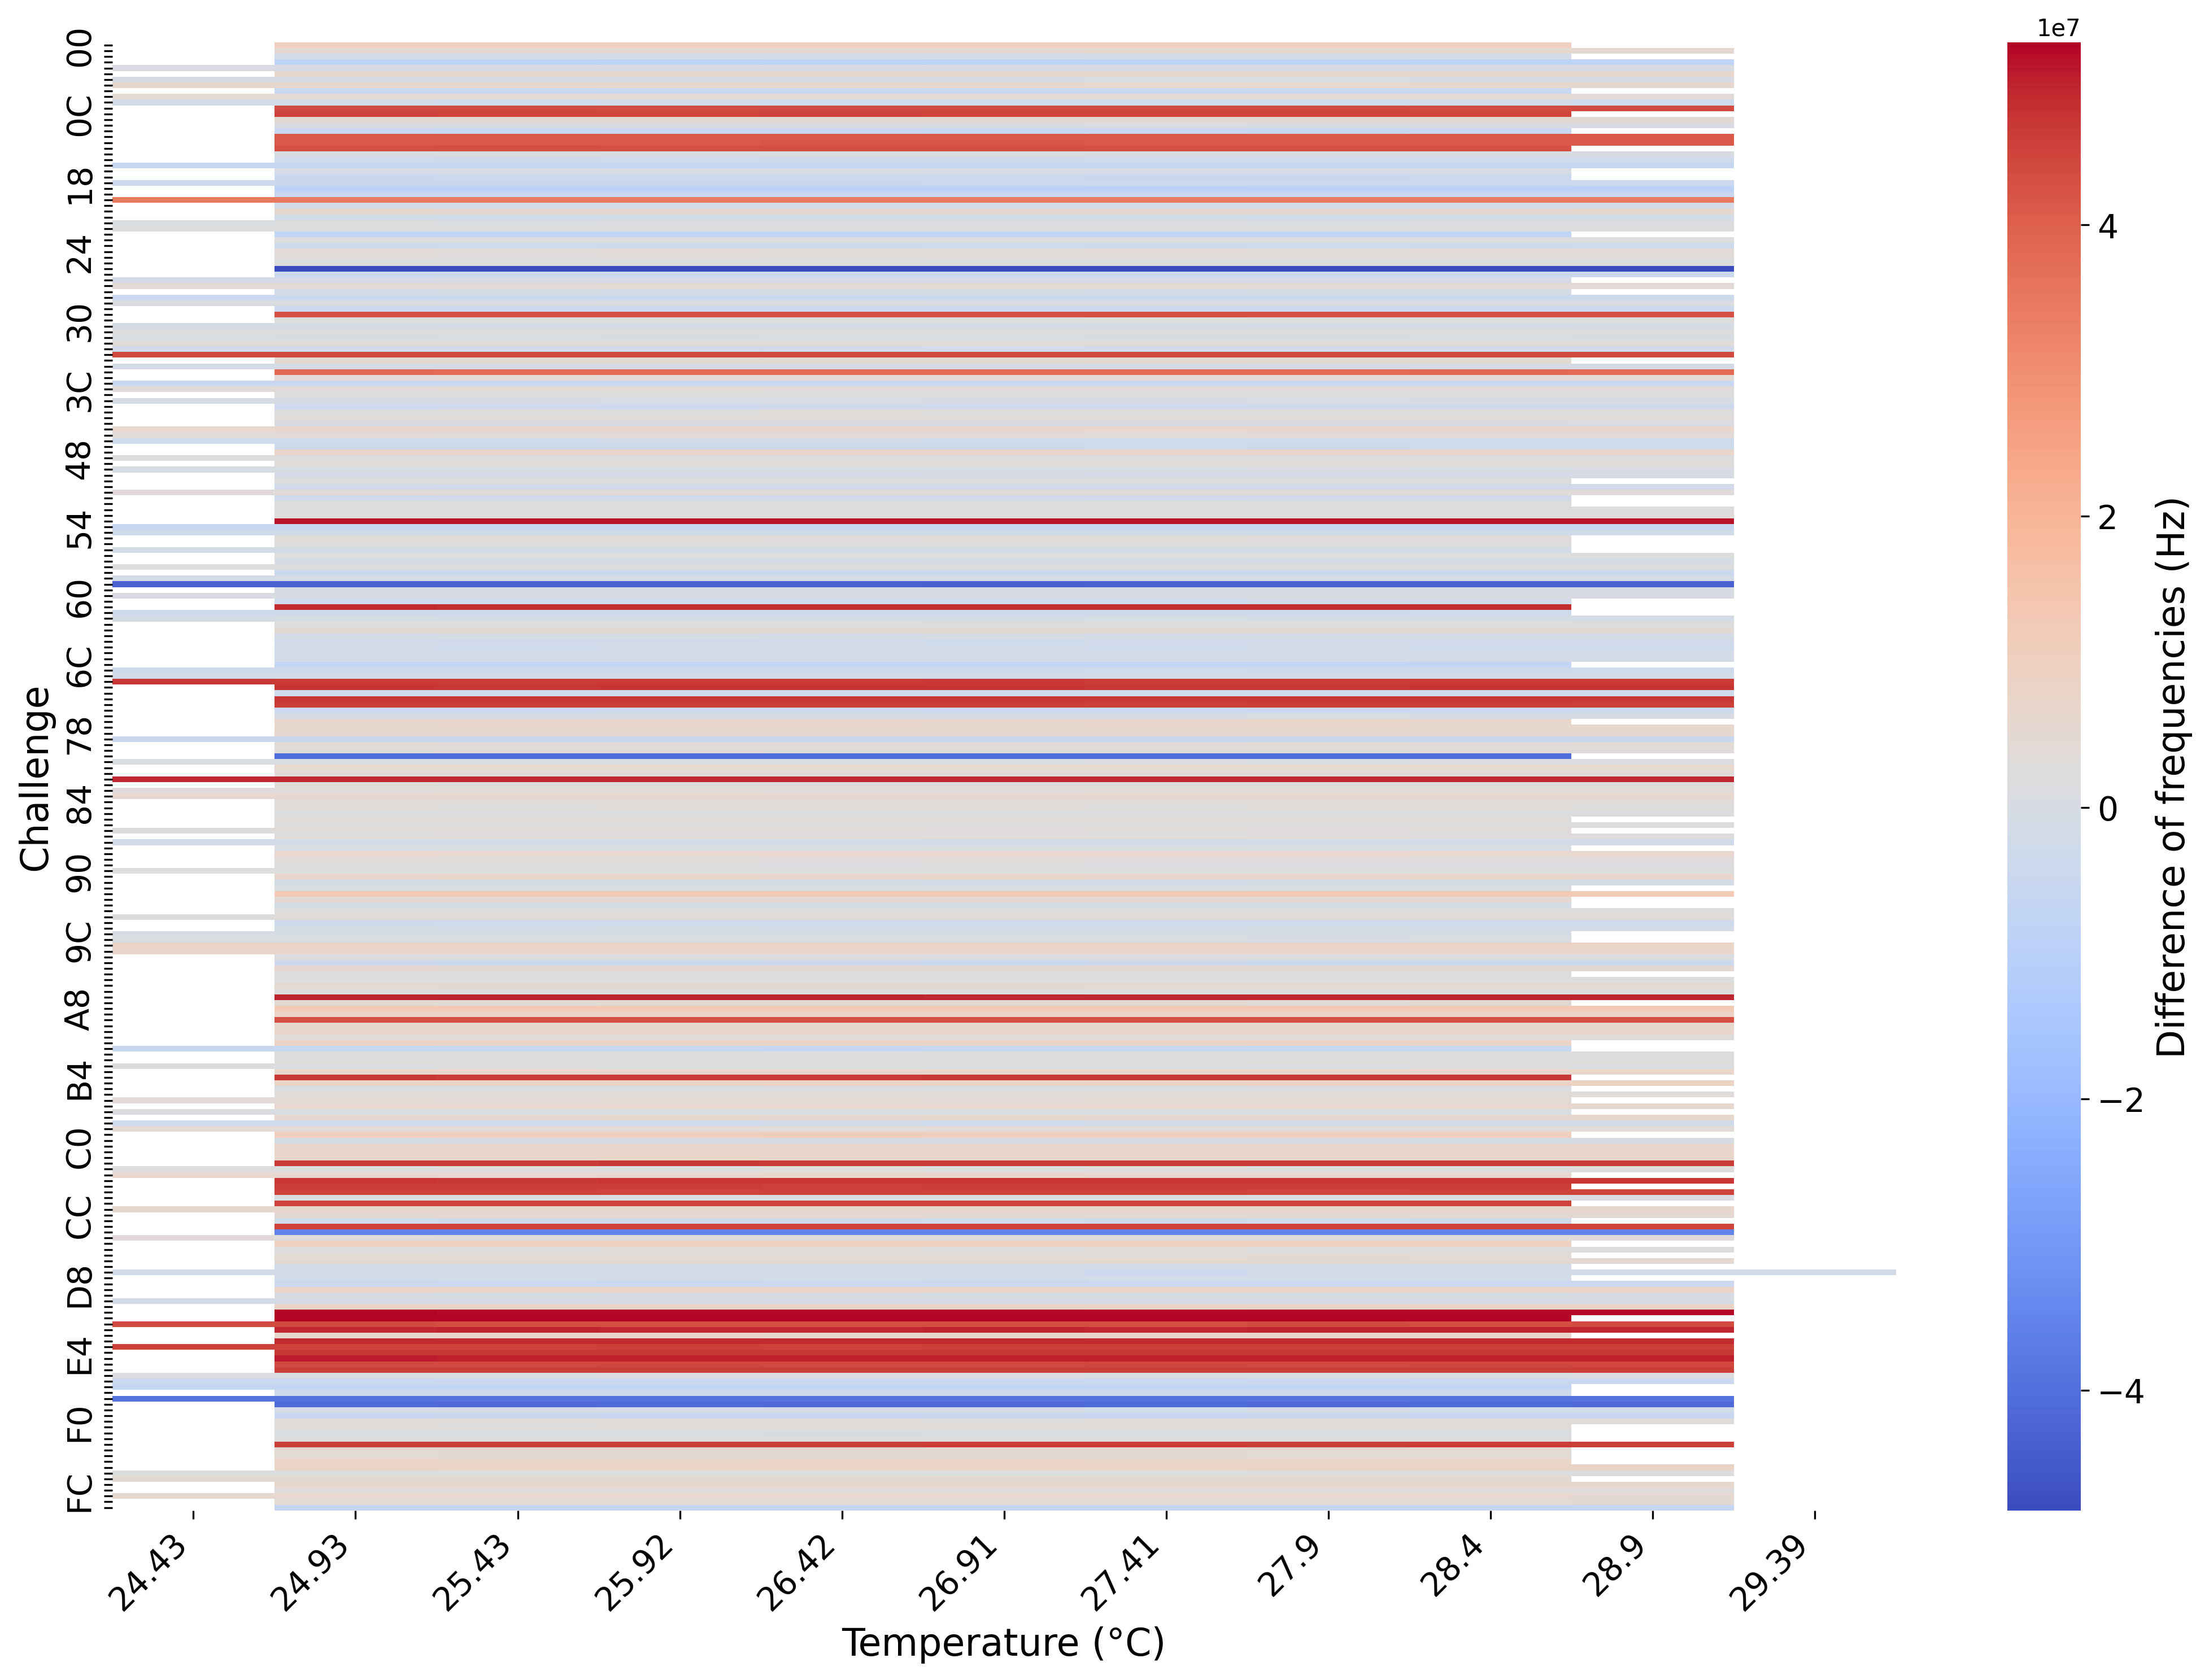 1e7
00
0C
18
24
30
3C
48
54
60
6C
78
84
90
9C
A8
B4
C0
CC
D8
E4
F0
FC
Challenge
24.43
24.93
25.43
25.92
26.42
26.91
27.41
27.9
28.4
28.9
29.39
Temperature (°C)
4
2
0
−2
−4
Difference of frequencies (Hz)